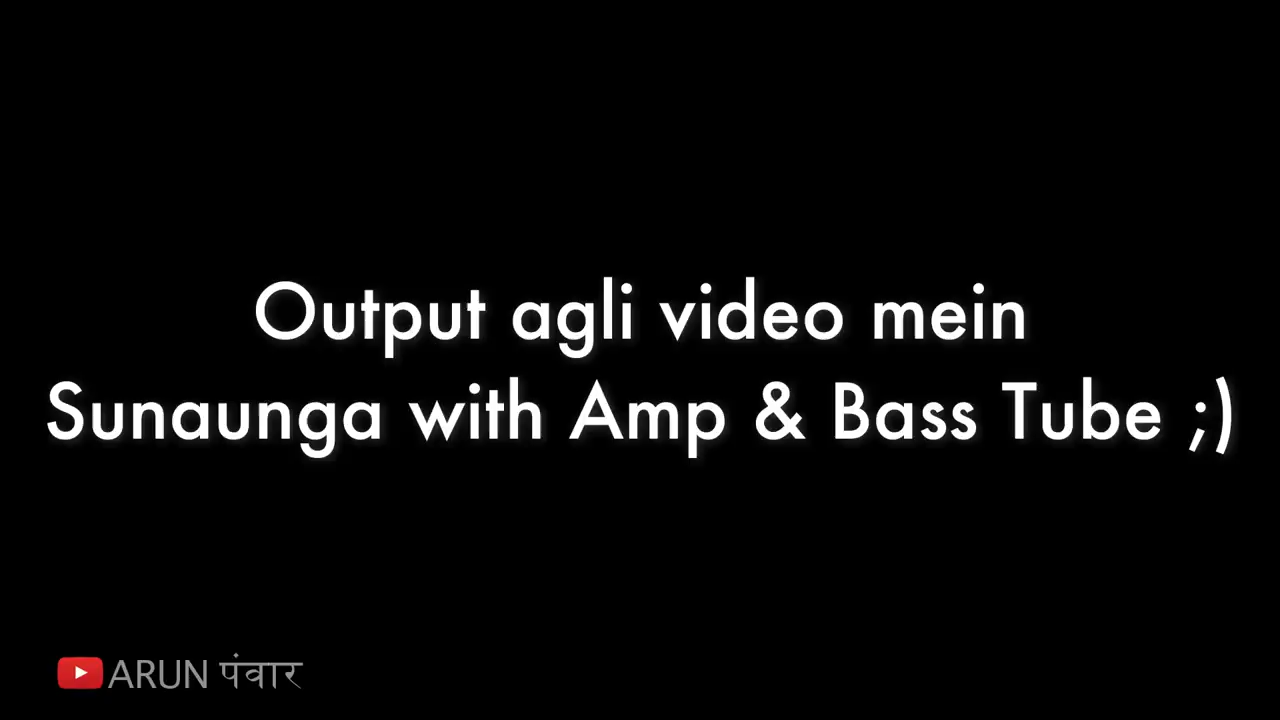 Output agli video mein
Sunaunga with Amp & Bass Tube ;)
ARUN पंवार